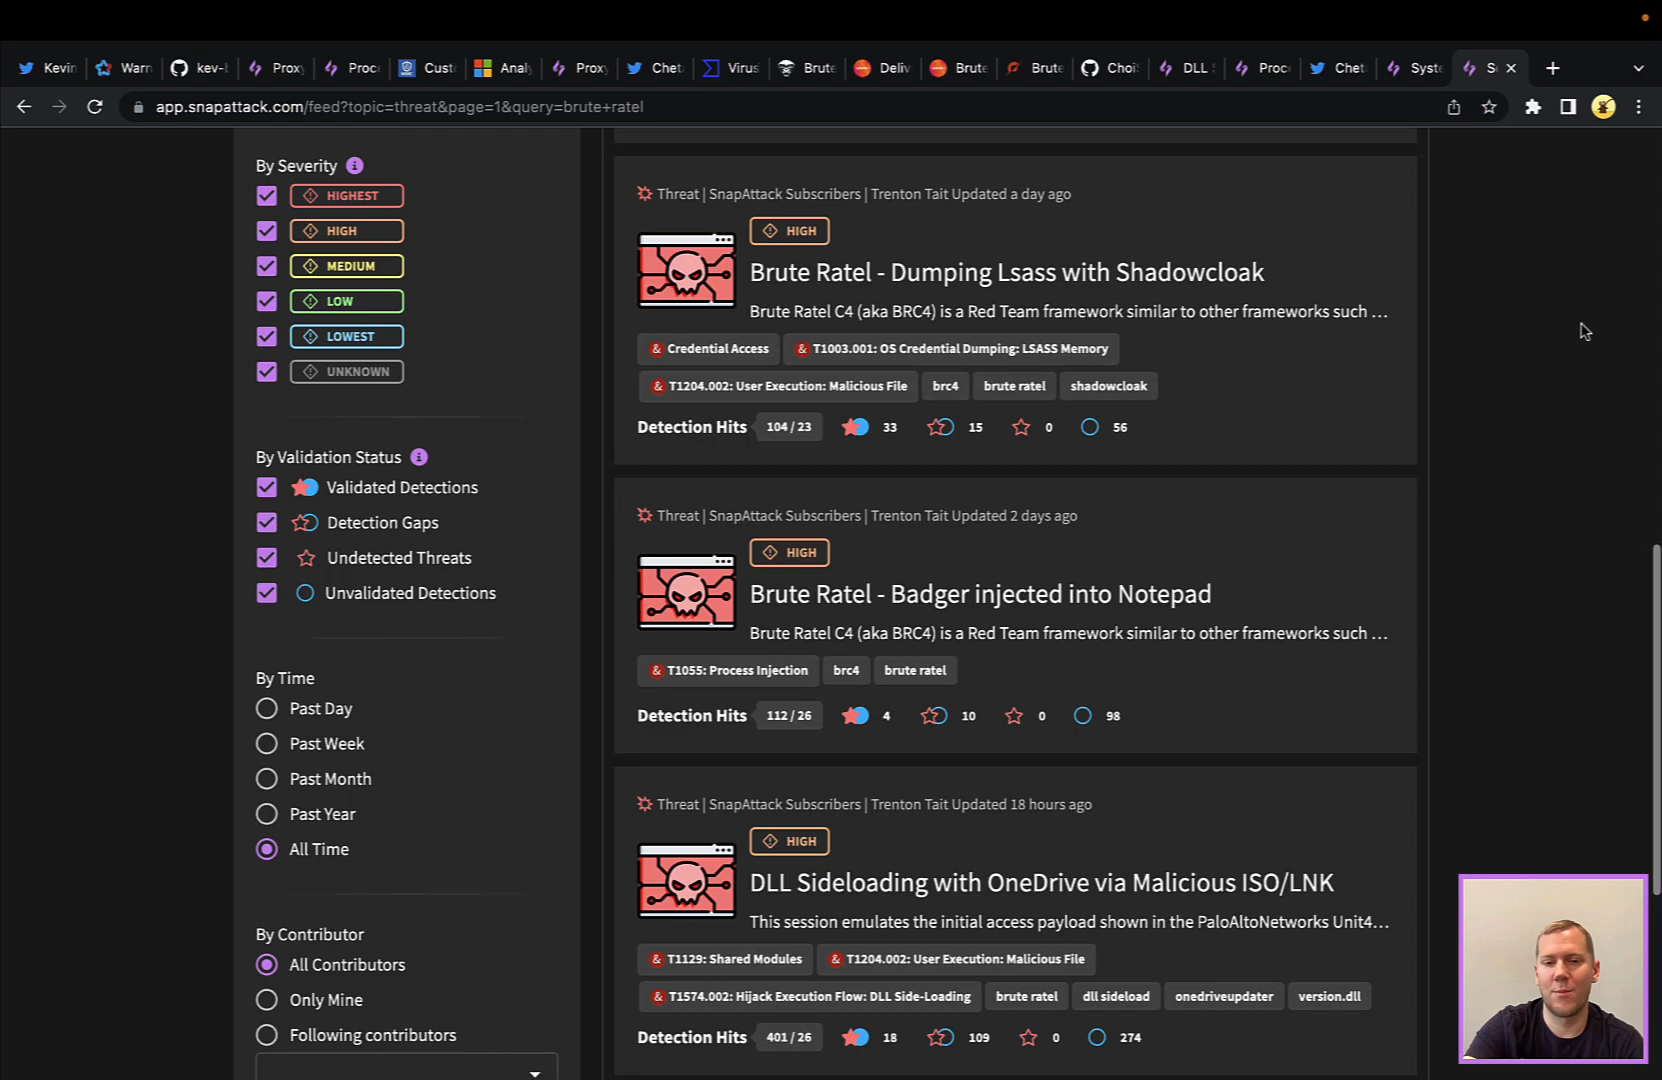 Kevin
Warn
kev-b
Proxy
Proce
Custo
Analy
Proxy
Cheta
Virus
Brute
Deliv
Brute
Brute
Choi
DLL S
Proce
Cheta
Syste
S
app.snapattack.com/feed?topic=threat&page=1&query=brute+ratel
By Severity
HIGHEST
HIGH
MEDIUM
LOW
LOWEST
UNKNOWN
By Validation Status
Validated Detections
Detection Gaps
Undetected Threats
Unvalidated Detections
By Time
Past Day
Past Week
Past Month
Past Year
All Time
By Contributor
All Contributors
Only Mine
Following contributors
Threat | SnapAttack Subscribers | Trenton Tait Updated a day ago
HIGH
Brute Ratel - Dumping Lsass with Shadowcloak
Brute Ratel C4 (aka BRC4) is a Red Team framework similar to other frameworks such ...
& Credential Access & T1003.001: OS Credential Dumping: LSASS Memory
& T1204.002: User Execution: Malicious File brc4 brute ratel shadowcloak
Detection Hits 104 / 23 33 15 0 56
Threat | SnapAttack Subscribers | Trenton Tait Updated 2 days ago
HIGH
Brute Ratel - Badger injected into Notepad
Brute Ratel C4 (aka BRC4) is a Red Team framework similar to other frameworks such ...
& T1055: Process Injection brc4 brute ratel
Detection Hits 112 / 26 4 10 0 98
Threat | SnapAttack Subscribers | Trenton Tait Updated 18 hours ago
HIGH
DLL Sideloading with OneDrive via Malicious ISO/LNK
This session emulates the initial access payload shown in the PaloAltoNetworks Unit4...
& T1129: Shared Modules & T1204.002: User Execution: Malicious File
& T1574.002: Hijack Execution Flow: DLL Side-Loading brute ratel dll sideload onedriveupdater version.dll
Detection Hits 401 / 26 18 109 0 274